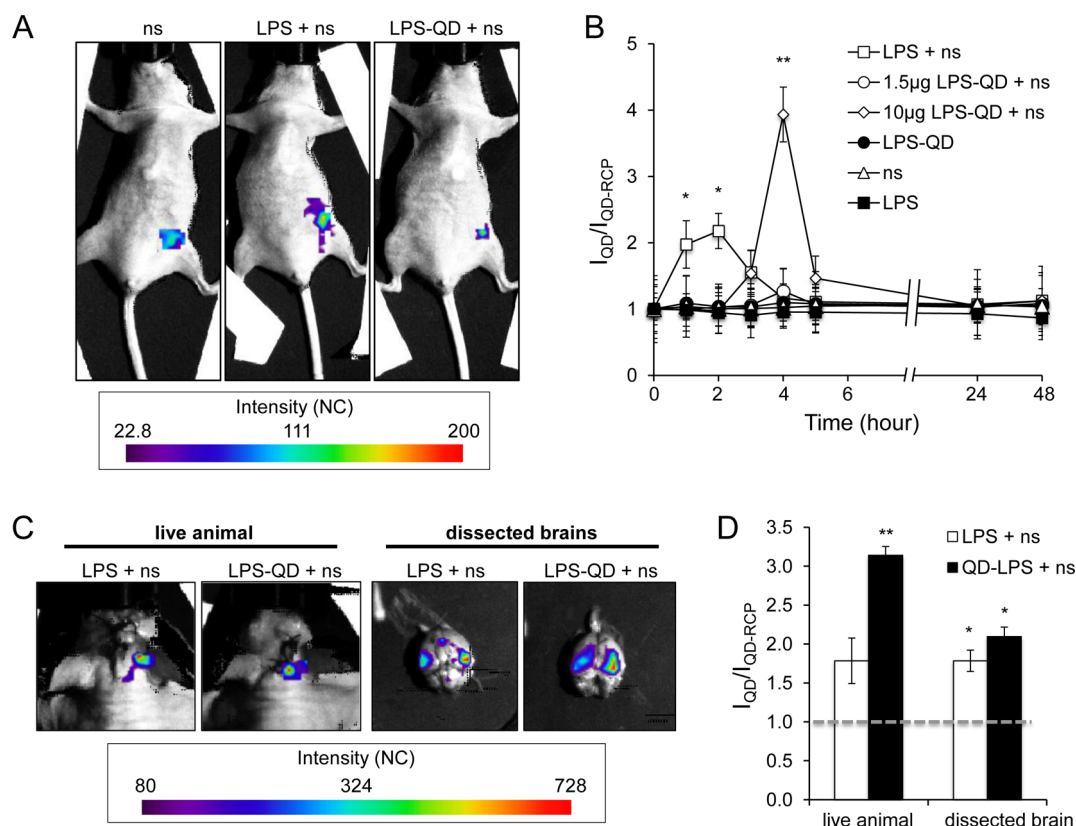 A
ns
LPS + ns
LPS-QD + ns
Intensity (NC)
22.8 111 200
B
5
4
3
2
1
0
I_QD/I_QD-RCP
* * **
LPS + ns
1.5µg LPS-QD + ns
10µg LPS-QD + ns
LPS-QD
ns
LPS
0 2 4 6 24 48
Time (hour)
C
live animal
dissected brains
LPS + ns
LPS-QD + ns
LPS + ns
LPS-QD + ns
Intensity (NC)
80 324 728
D
3.5
3.0
2.5
2.0
1.5
1.0
0.5
0.0
I_QD/I_QD-RCP
** * *
LPS + ns
QD-LPS + ns
live animal dissected brain